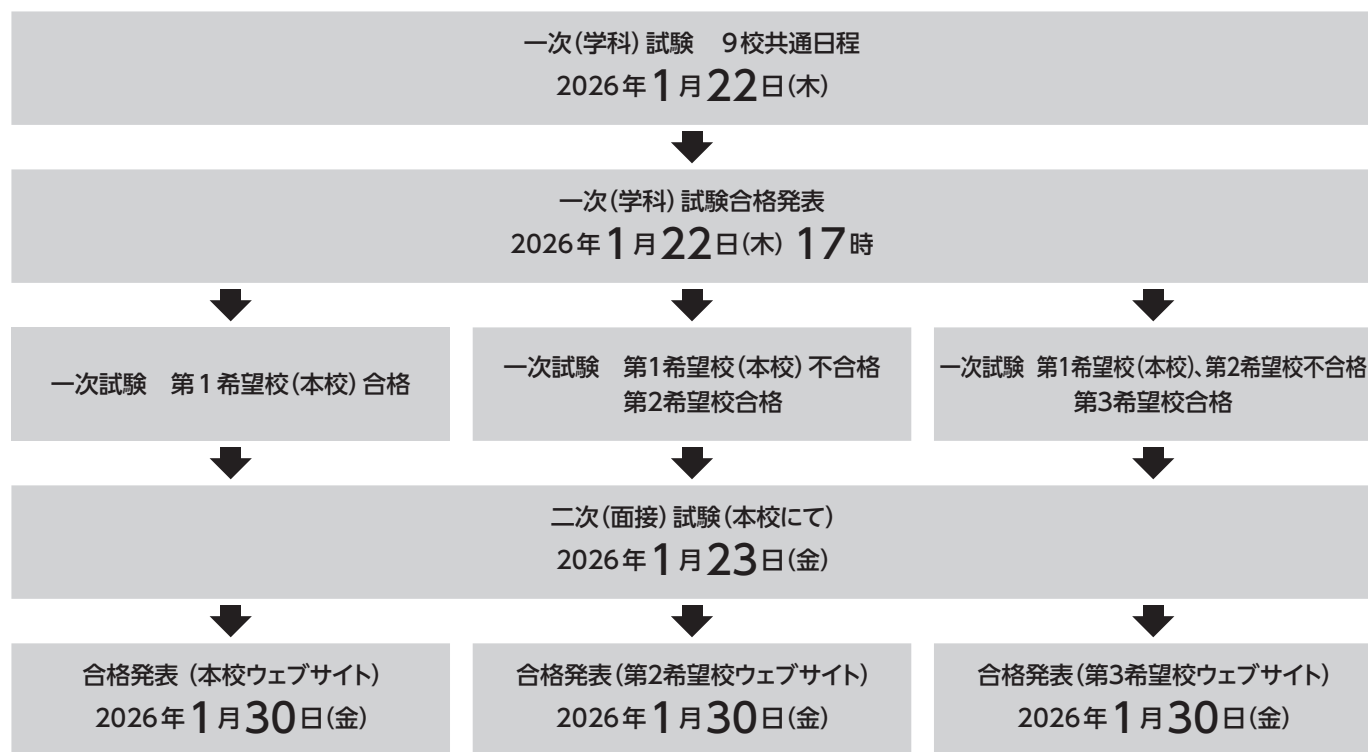 一次(学科)試験　9校共通日程
2026年1月22日(木)
一次(学科)試験合格発表
2026年1月22日(木) 17時
一次試験　第1希望校(本校)合格
一次試験　第1希望校(本校)不合格
第2希望校合格
一次試験 第1希望校(本校)、第2希望校不合格
第3希望校合格
二次(面接)試験(本校にて)
2026年1月23日(金)
合格発表 (本校ウェブサイト)
2026年1月30日(金)
合格発表(第2希望校ウェブサイト)
2026年1月30日(金)
合格発表(第3希望校ウェブサイト)
2026年1月30日(金)